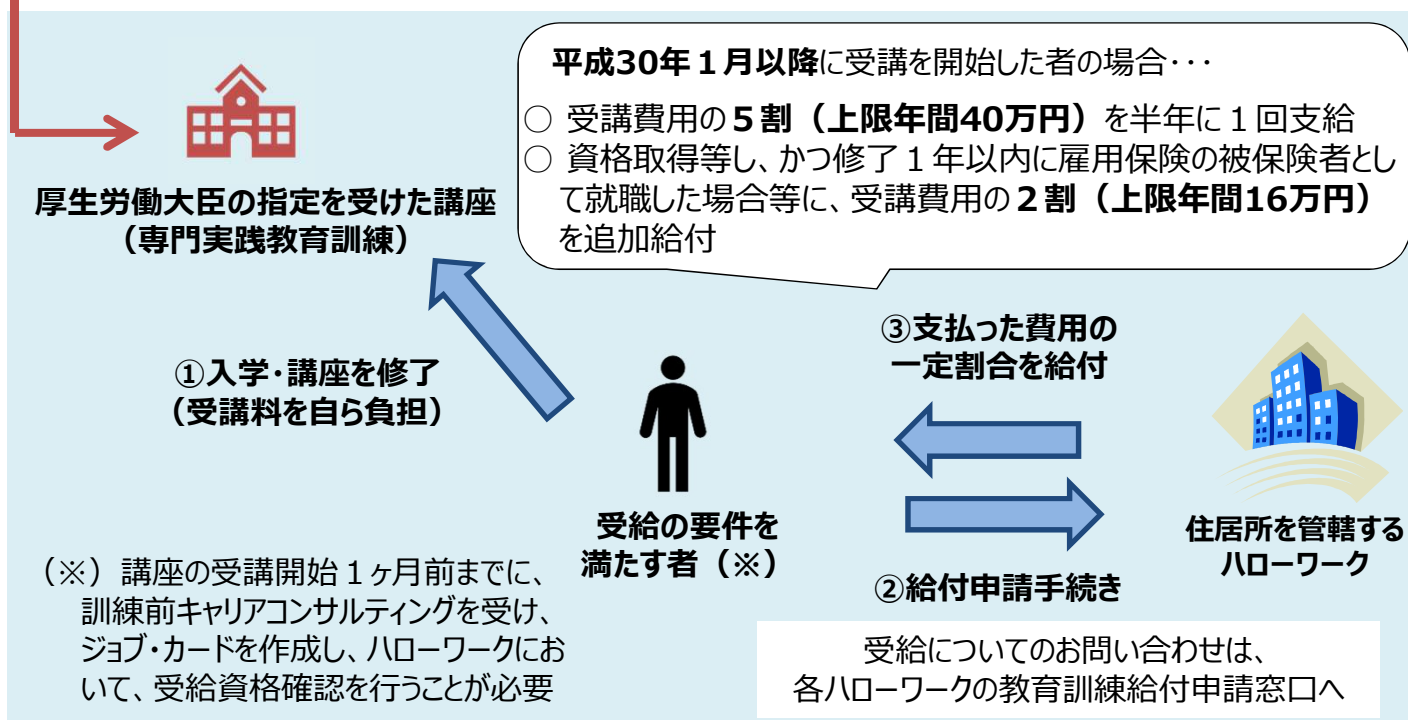 平成30年１月以降に受講を開始した者の場合・・・
○ 受講費用の５割（上限年間40万円）を半年に１回支給
○ 資格取得等し、かつ修了１年以内に雇用保険の被保険者とし
て就職した場合等に、受講費用の２割（上限年間16万円）
を追加給付
厚生労働大臣の指定を受けた講座
（専門実践教育訓練）
①入学・講座を修了
（受講料を自ら負担）
③支払った費用の
一定割合を給付
受給の要件を
満たす者（※）
②給付申請手続き
住居所を管轄する
ハローワーク
（※）講座の受講開始１ヶ月前までに、
訓練前キャリアコンサルティングを受け、
ジョブ・カードを作成し、ハローワークにお
いて、受給資格確認を行うことが必要
受給についてのお問い合わせは、
各ハローワークの教育訓練給付申請窓口へ